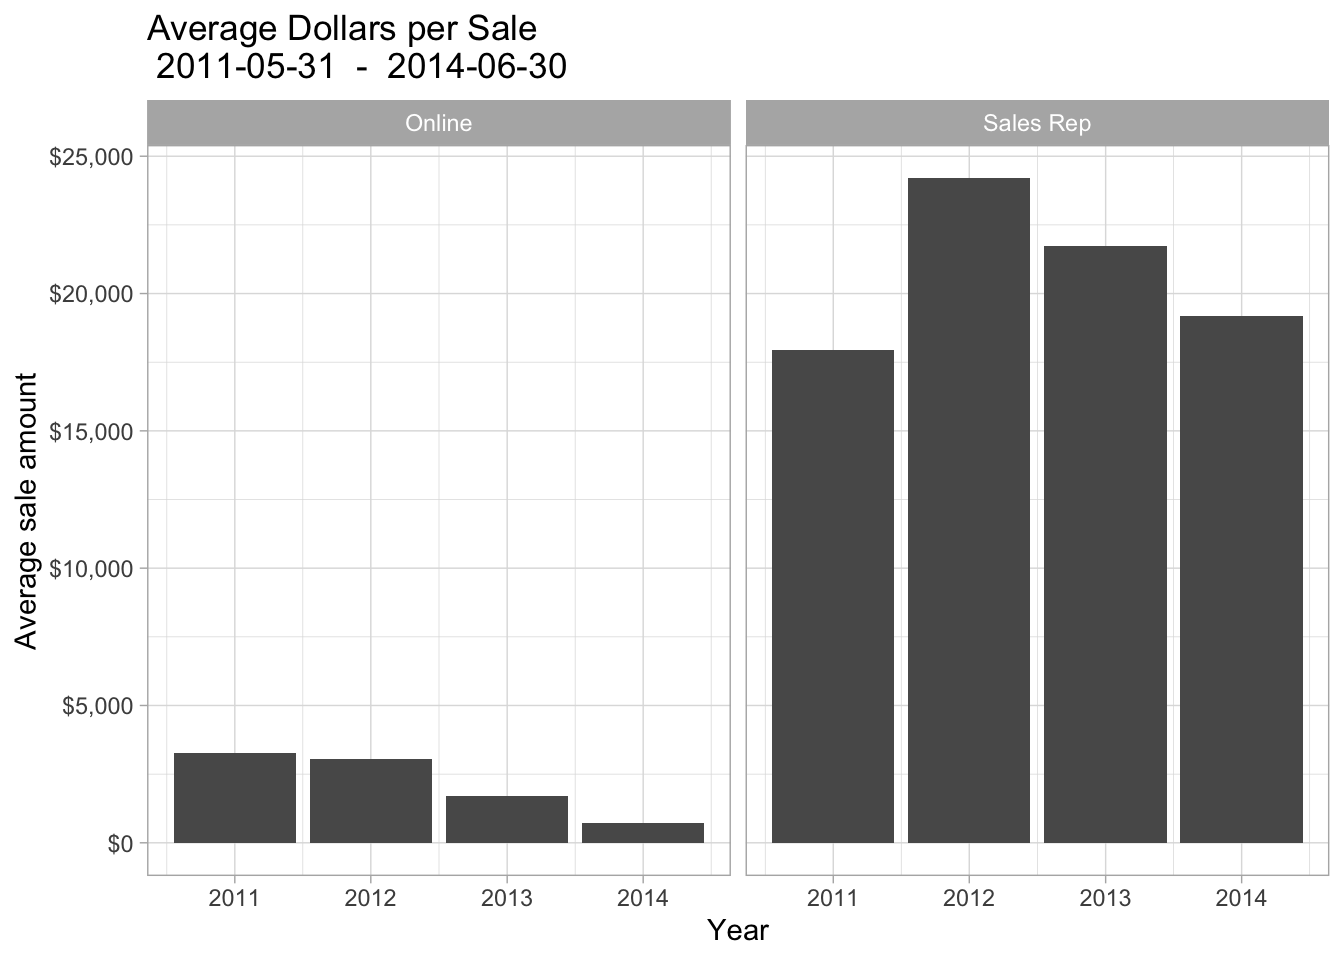 Average Dollars per Sale
2011-05-31 - 2014-06-30
Online
Sales Rep
Average sale amount
$25,000
$20,000
$15,000
$10,000
$5,000
$0
2011 2012 2013 2014 2011 2012 2013 2014
Year